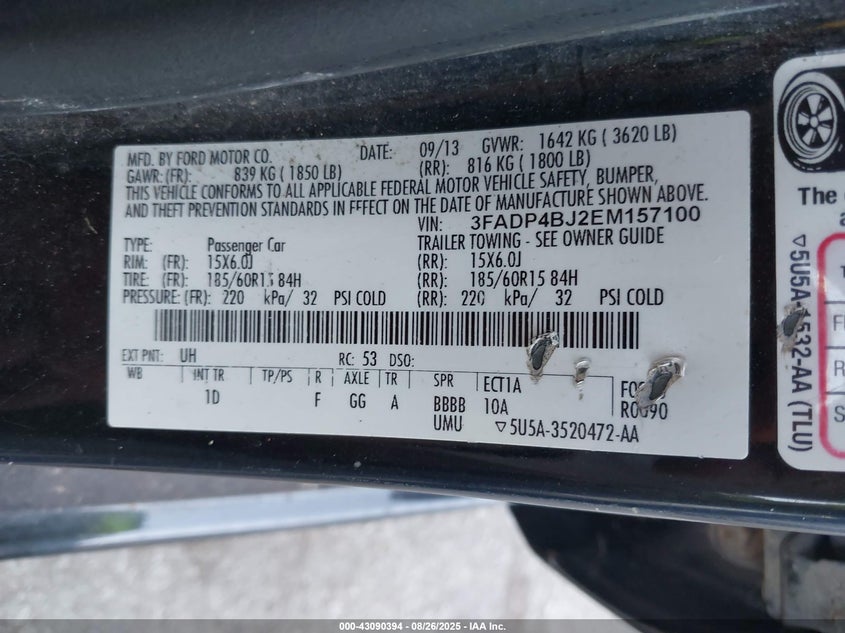 MFD. BY FORD MOTOR CO. DATE: 09/13 GVWR: 1642 KG ( 3620 LB)
GAWR: (FR): 839 KG ( 1850 LB) (RR): 816 KG ( 1800 LB)
THIS VEHICLE CONFORMS TO ALL APPLICABLE FEDERAL MOTOR VEHICLE SAFETY, BUMPER,
AND THEFT PREVENTION STANDARDS IN EFFECT ON THE DATE OF MANUFACTURE SHOWN ABOVE.
VIN: 3FADP4BJ2EM157100
TYPE: Passenger Car TRAILER TOWING - SEE OWNER GUIDE
RIM: (FR): 15X6.0J (RR): 15X6.0J
TIRE: (FR): 185/60R15 84H (RR): 185/60R15 84H
PRESSURE: (FR): 220 kPa/ 32 PSI COLD (RR): 220 kPa/ 32 PSI COLD
EXT PNT: UH RC: 53 DSO:
WB INT TR TP/PS R AXLE TR SPR ECT1A
1D F GG A BBBB 10A
UMU ▽5U5A-3520472-AA
The
(TLU)
000-43090394 - 08/26/2025 - IAA Inc.